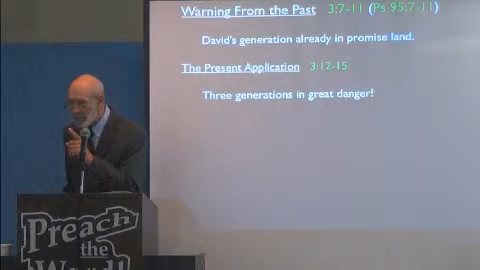 Warning From the Past 3:7-11 (Ps 95:7-11)
David's generation already in promise land.
The Present Application 3:12-15
Three generations in great danger!
Preach
the
Word!